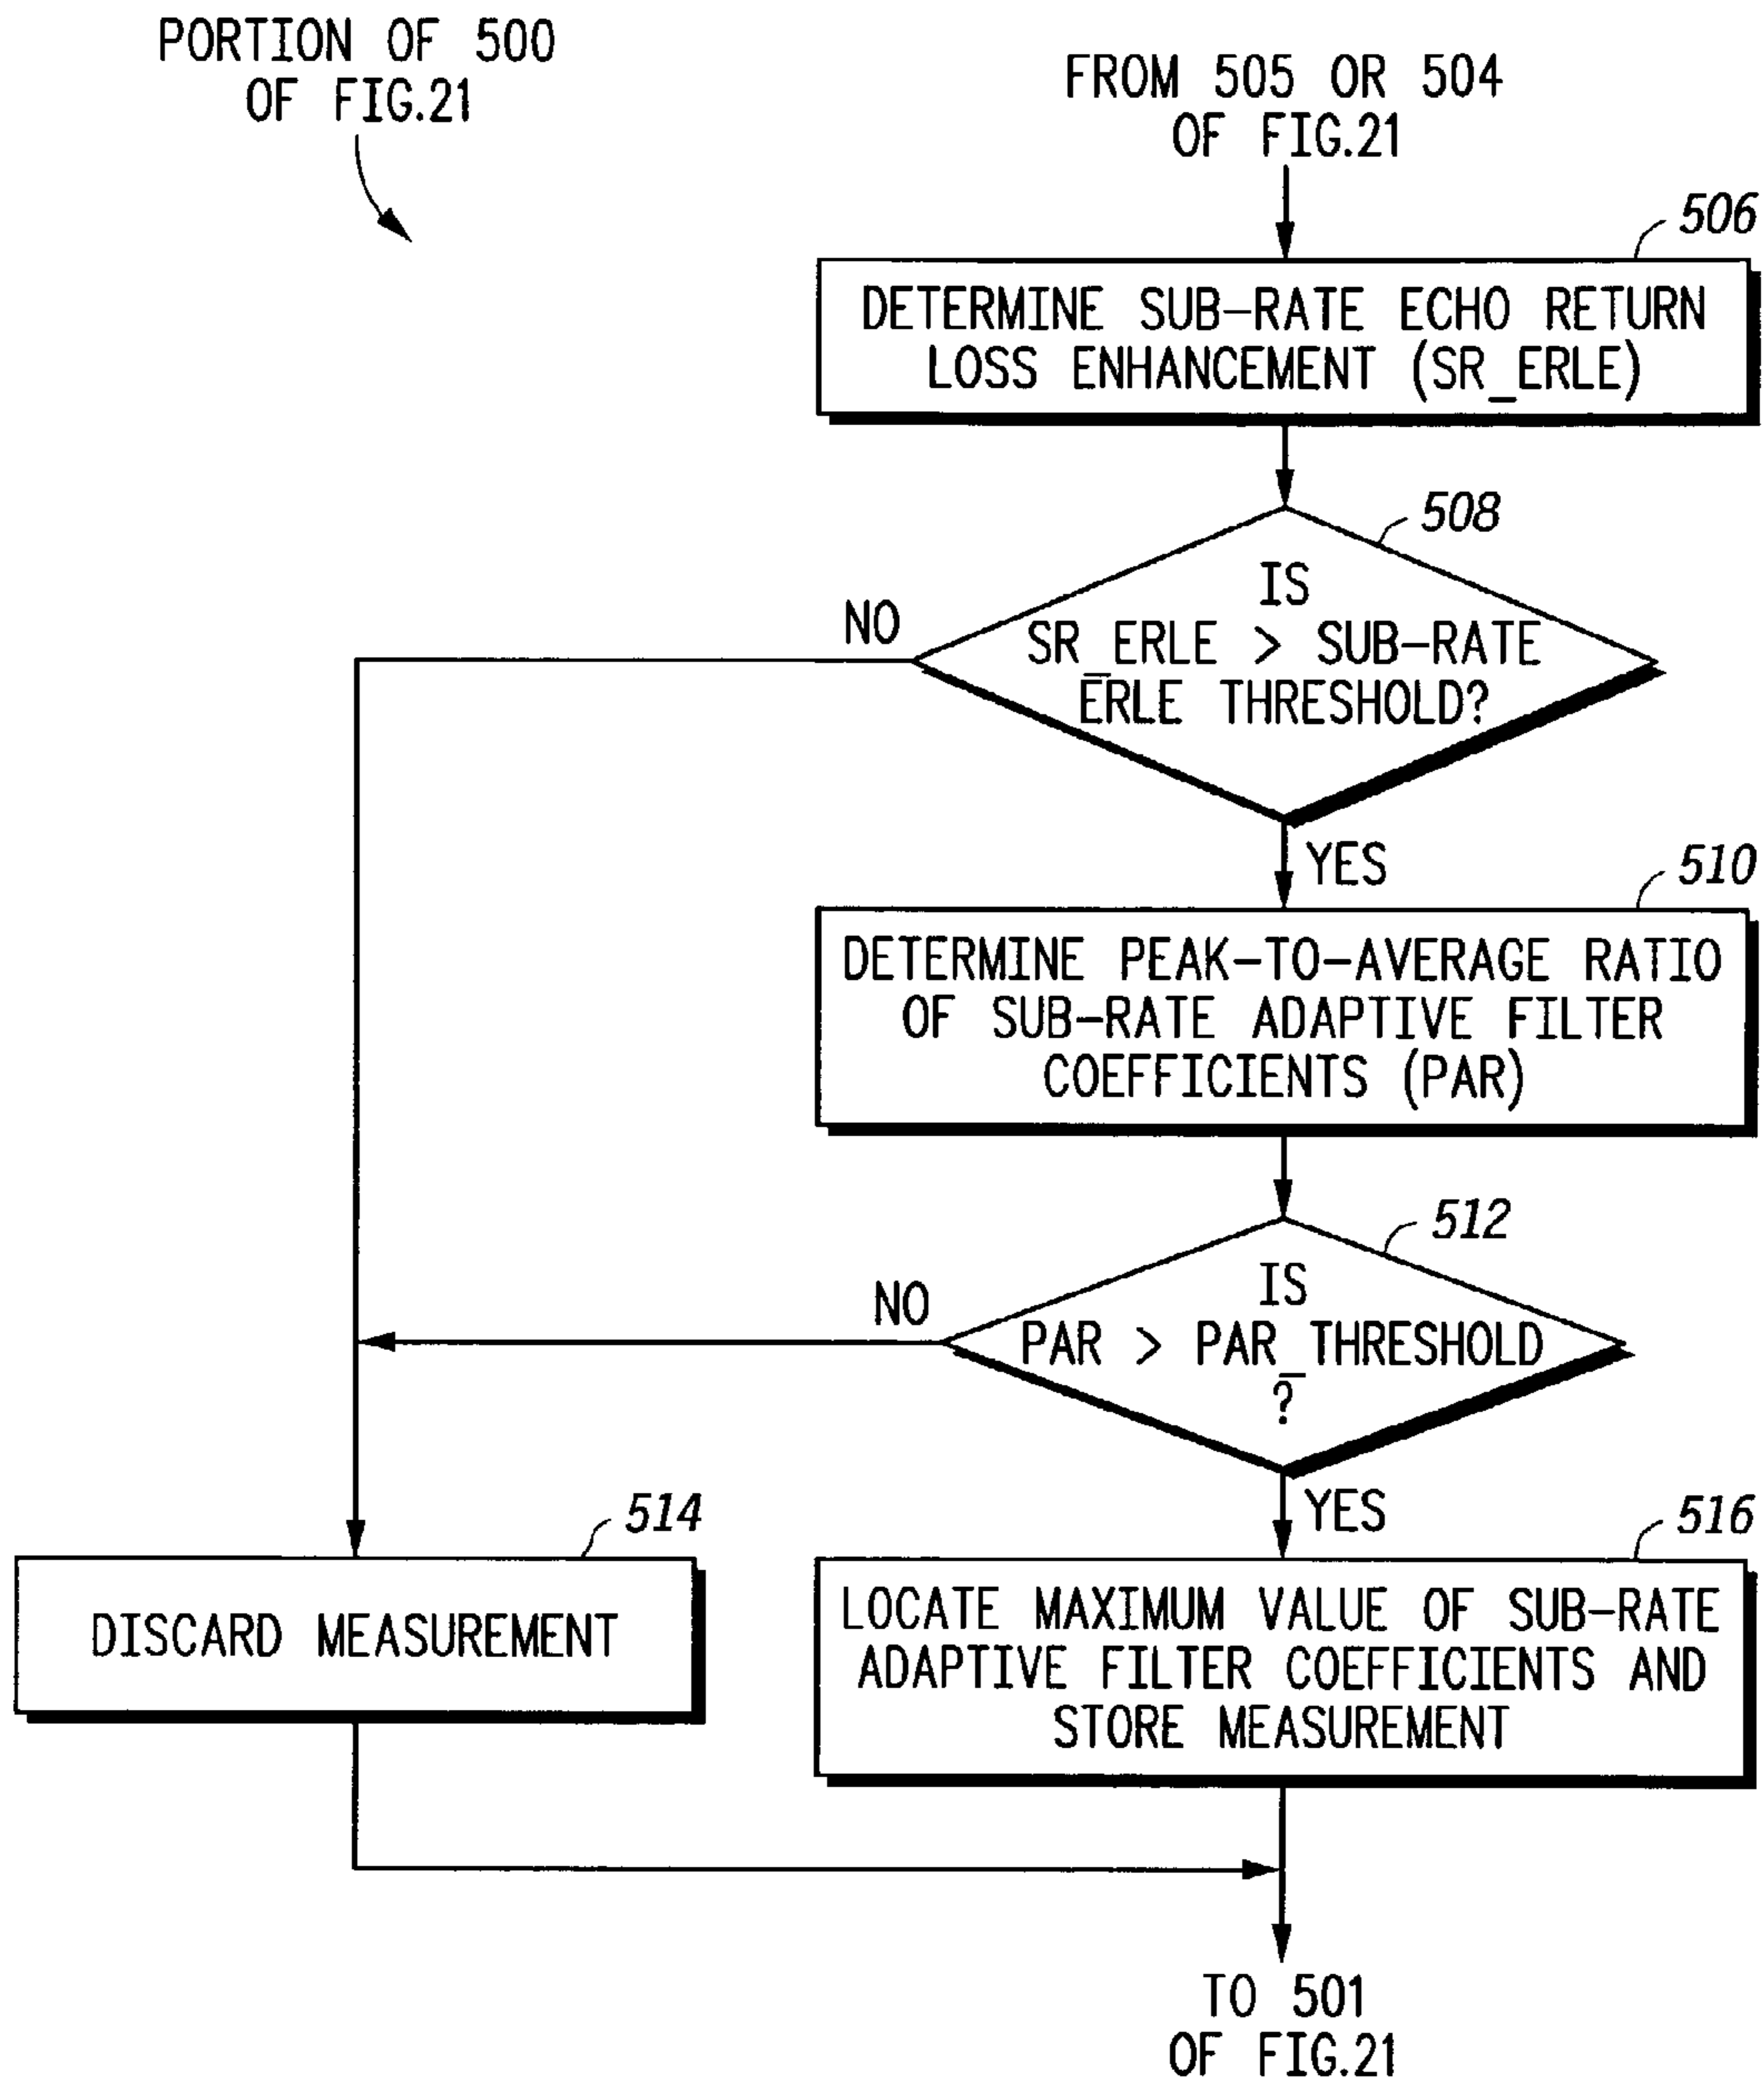 PORTION OF 500
OF FIG.21
FROM 505 OR 504
OF FIG.21
506
DETERMINE SUB-RATE ECHO RETURN
LOSS ENHANCEMENT (SR_ERLE)
508
IS
SR_ERLE > SUB-RATE
ERLE THRESHOLD?
NO
YES
510
DETERMINE PEAK-TO-AVERAGE RATIO
OF SUB-RATE ADAPTIVE FILTER
COEFFICIENTS (PAR)
512
IS
PAR > PAR_THRESHOLD
?
NO
YES
514
DISCARD MEASUREMENT
516
LOCATE MAXIMUM VALUE OF SUB-RATE
ADAPTIVE FILTER COEFFICIENTS AND
STORE MEASUREMENT
TO 501
OF FIG.21